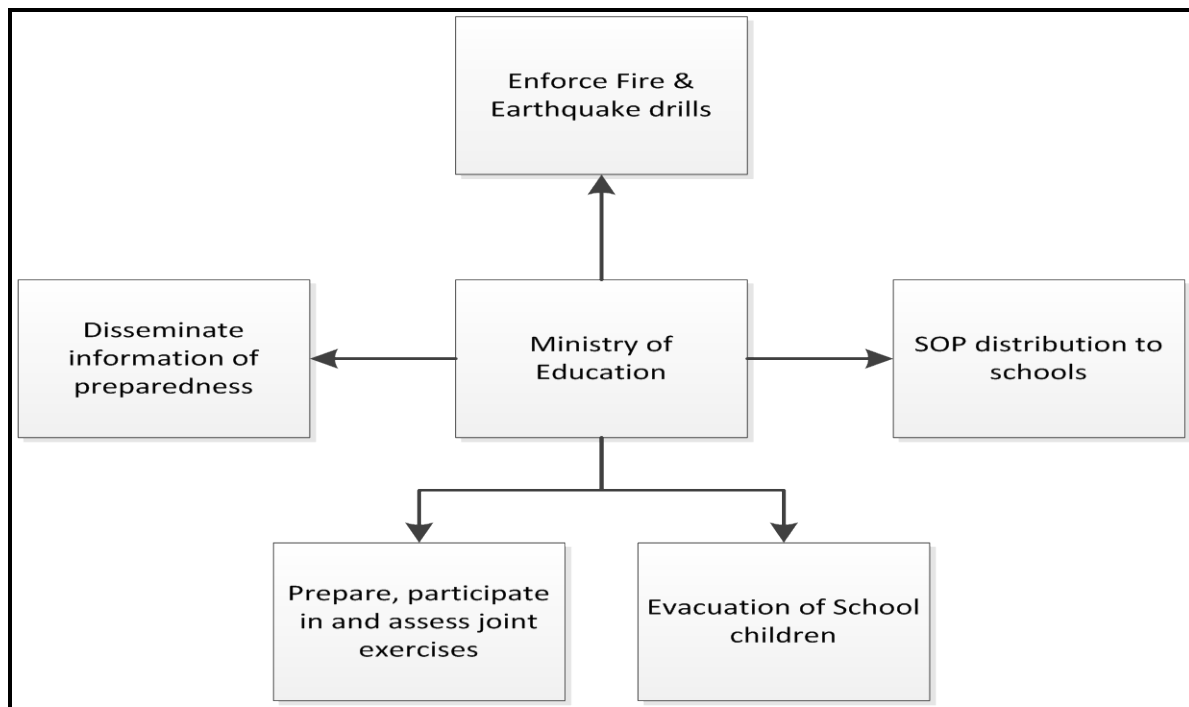 Enforce Fire &
Earthquake drills
Disseminate
information of
preparedness
Ministry of
Education
SOP distribution to
schools
Prepare, participate
in and assess joint
exercises
Evacuation of School
children